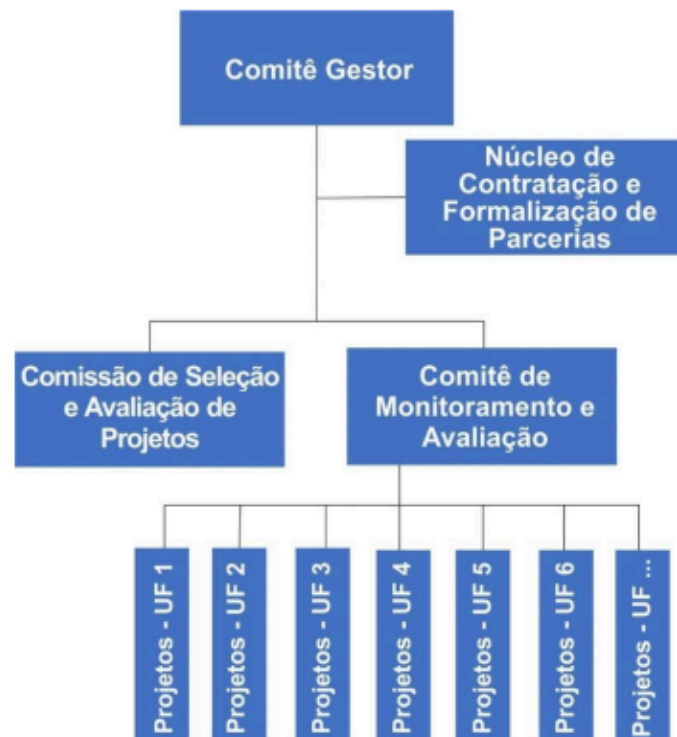 Comitê Gestor
Núcleo de
Contratação e
Formalização de
Parcerias
Comissão de Seleção
e Avaliação de
Projetos
Comitê de
Monitoramento e
Avaliação
Projetos - UF 1
Projetos - UF 2
Projetos - UF 3
Projetos - UF 4
Projetos - UF 5
Projetos - UF 6
Projetos - UF ...